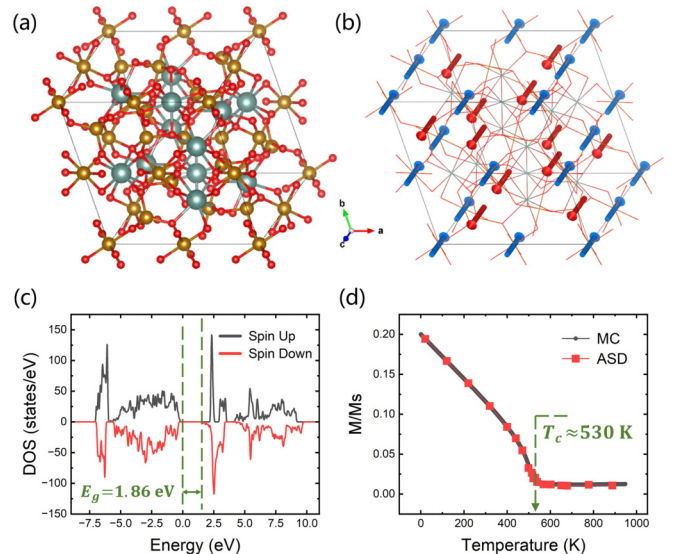 (a)
(b)
b
a
c
(c)
(d)
150
100
50
0
−50
−100
−150
DOS (states/eV)
Spin Up
Spin Down
E_g=1.86 eV
−7.5
−5.0
−2.5
0.0
2.5
5.0
7.5
10.0
Energy (eV)
0.20
0.15
0.10
0.05
0.00
M/Ms
MC
ASD
T_c≈530 K
0
200
400
600
800
1000
Temperature (K)